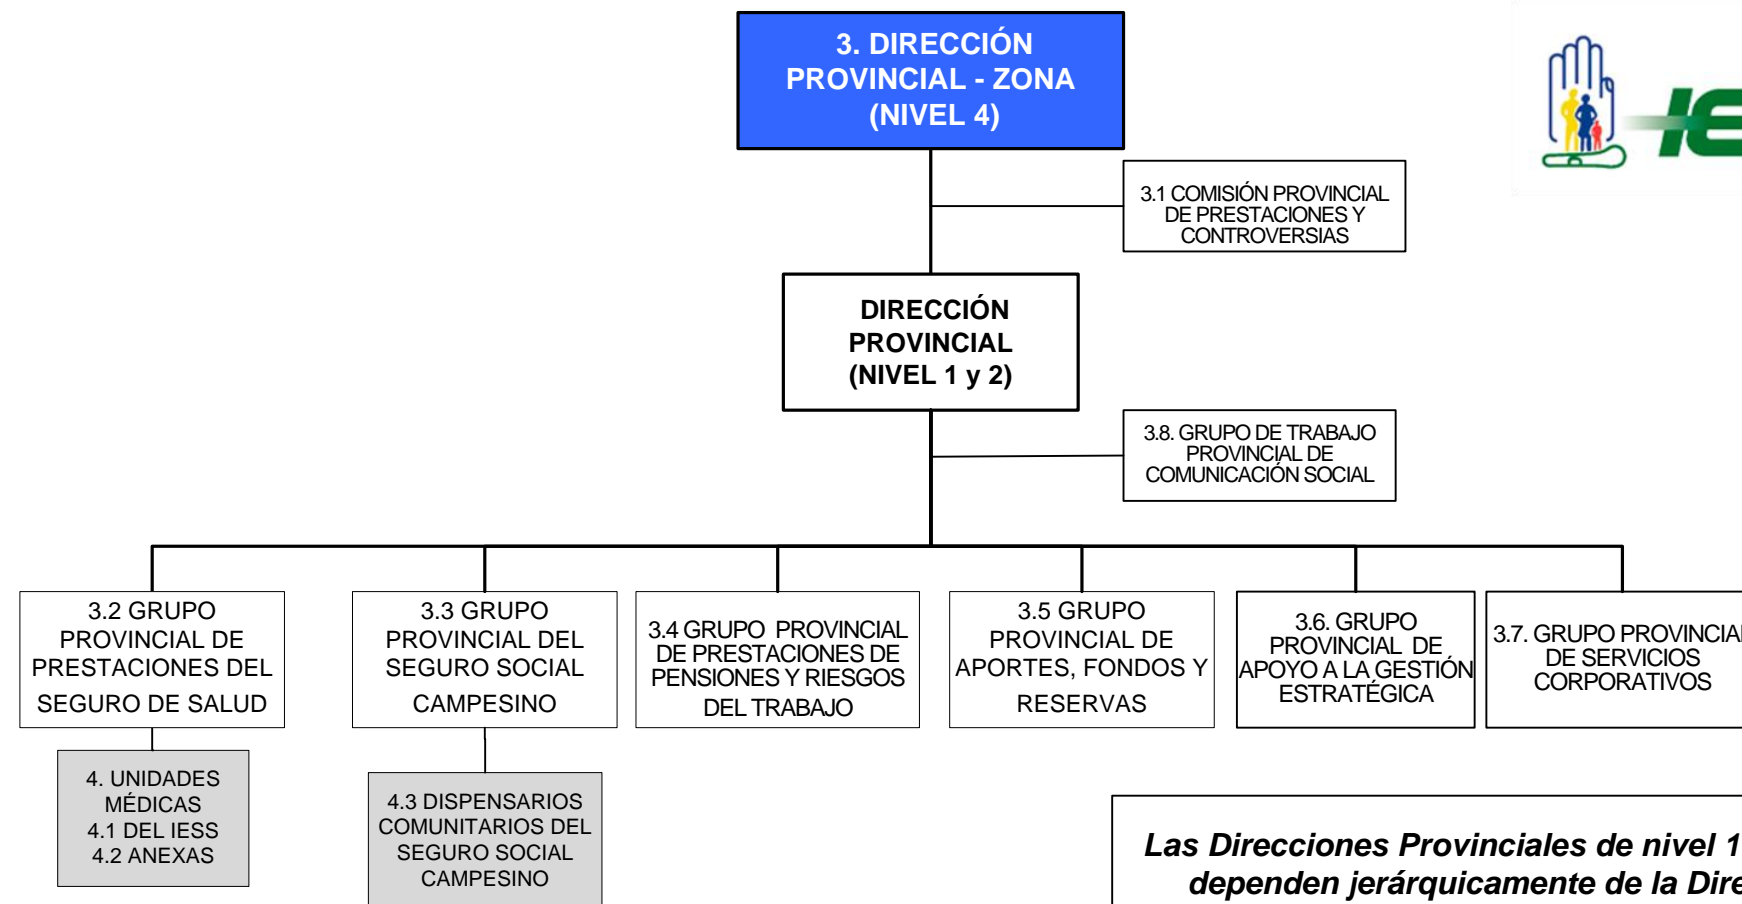 3. DIRECCIÓN
PROVINCIAL - ZONA
(NIVEL 4)
3.1 COMISIÓN PROVINCIAL
DE PRESTACIONES Y
CONTROVERSIAS
DIRECCIÓN
PROVINCIAL
(NIVEL 1 y 2)
3.8. GRUPO DE TRABAJO
PROVINCIAL DE
COMUNICACIÓN SOCIAL
3.2 GRUPO
PROVINCIAL DE
PRESTACIONES DEL
SEGURO DE SALUD
3.3 GRUPO
PROVINCIAL DEL
SEGURO SOCIAL
CAMPESINO
3.4 GRUPO PROVINCIAL
DE PRESTACIONES DE
PENSIONES Y RIESGOS
DEL TRABAJO
3.5 GRUPO
PROVINCIAL DE
APORTES, FONDOS Y
RESERVAS
3.6. GRUPO
PROVINCIAL DE
APOYO A LA GESTIÓN
ESTRATÉGICA
3.7. GRUPO PROVINCIAL
DE SERVICIOS
CORPORATIVOS
4. UNIDADES
MÉDICAS
4.1 DEL IESS
4.2 ANEXAS
4.3 DISPENSARIOS
COMUNITARIOS DEL
SEGURO SOCIAL
CAMPESINO
Las Direcciones Provinciales de nivel 1
dependen jerárquicamente de la